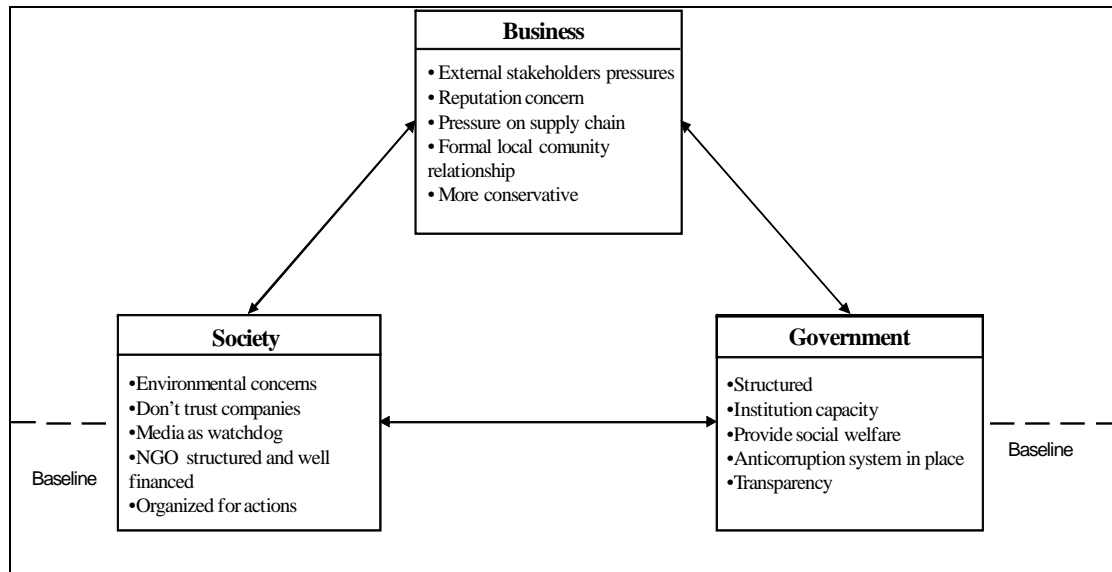 Business
• External stakeholders pressures
• Reputation concern
• Pressure on supply chain
• Formal local comunity
relationship
• More conservative
Society
•Environmental concerns
•Don’t trust companies
•Media as watchdog
•NGO structured and well
financed
•Organized for actions
Government
•Structured
•Institution capacity
•Provide social welfare
•Anticorruption system in place
•Transparency
Baseline
Baseline